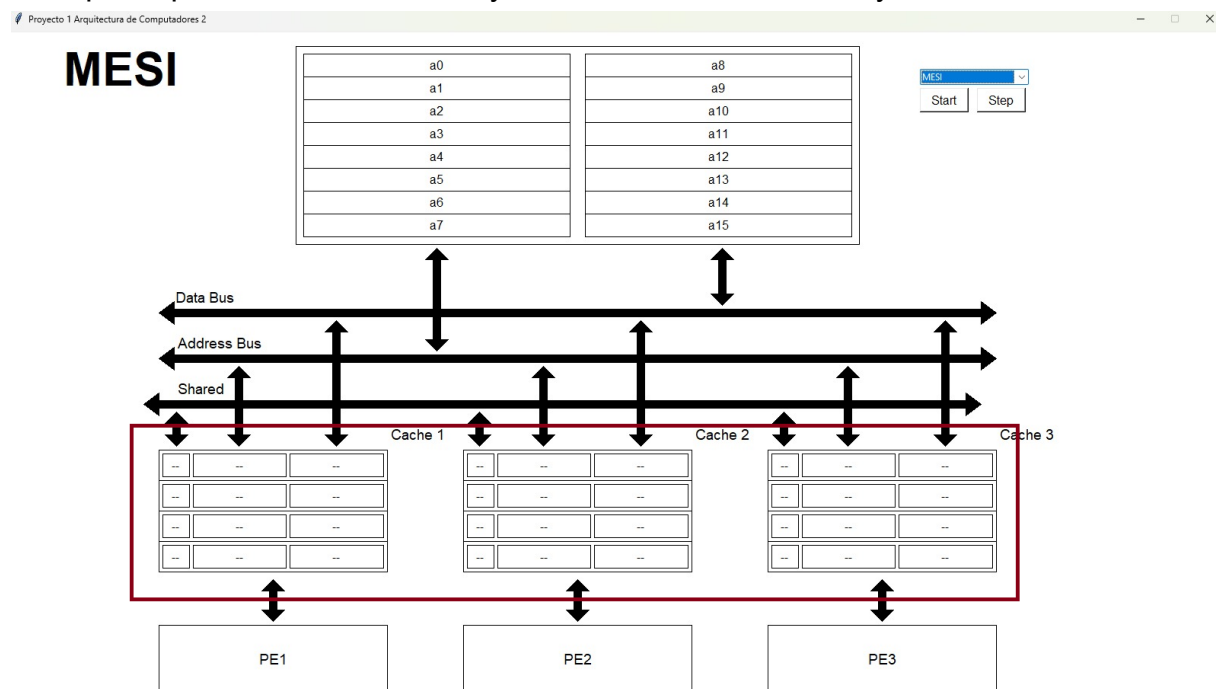 Proyecto 1 Arquitectura de Computadores 2
MESI
a0
a1
a2
a3
a4
a5
a6
a7
a8
a9
a10
a11
a12
a13
a14
a15
MESI
Start
Step
Data Bus
Address Bus
Shared
Cache 1
Cache 2
Cache 3
-- -- -- -- -- -- -- -- --
-- -- -- -- -- -- -- -- --
-- -- -- -- -- -- -- -- --
-- -- -- -- -- -- -- -- --
PE1
PE2
PE3